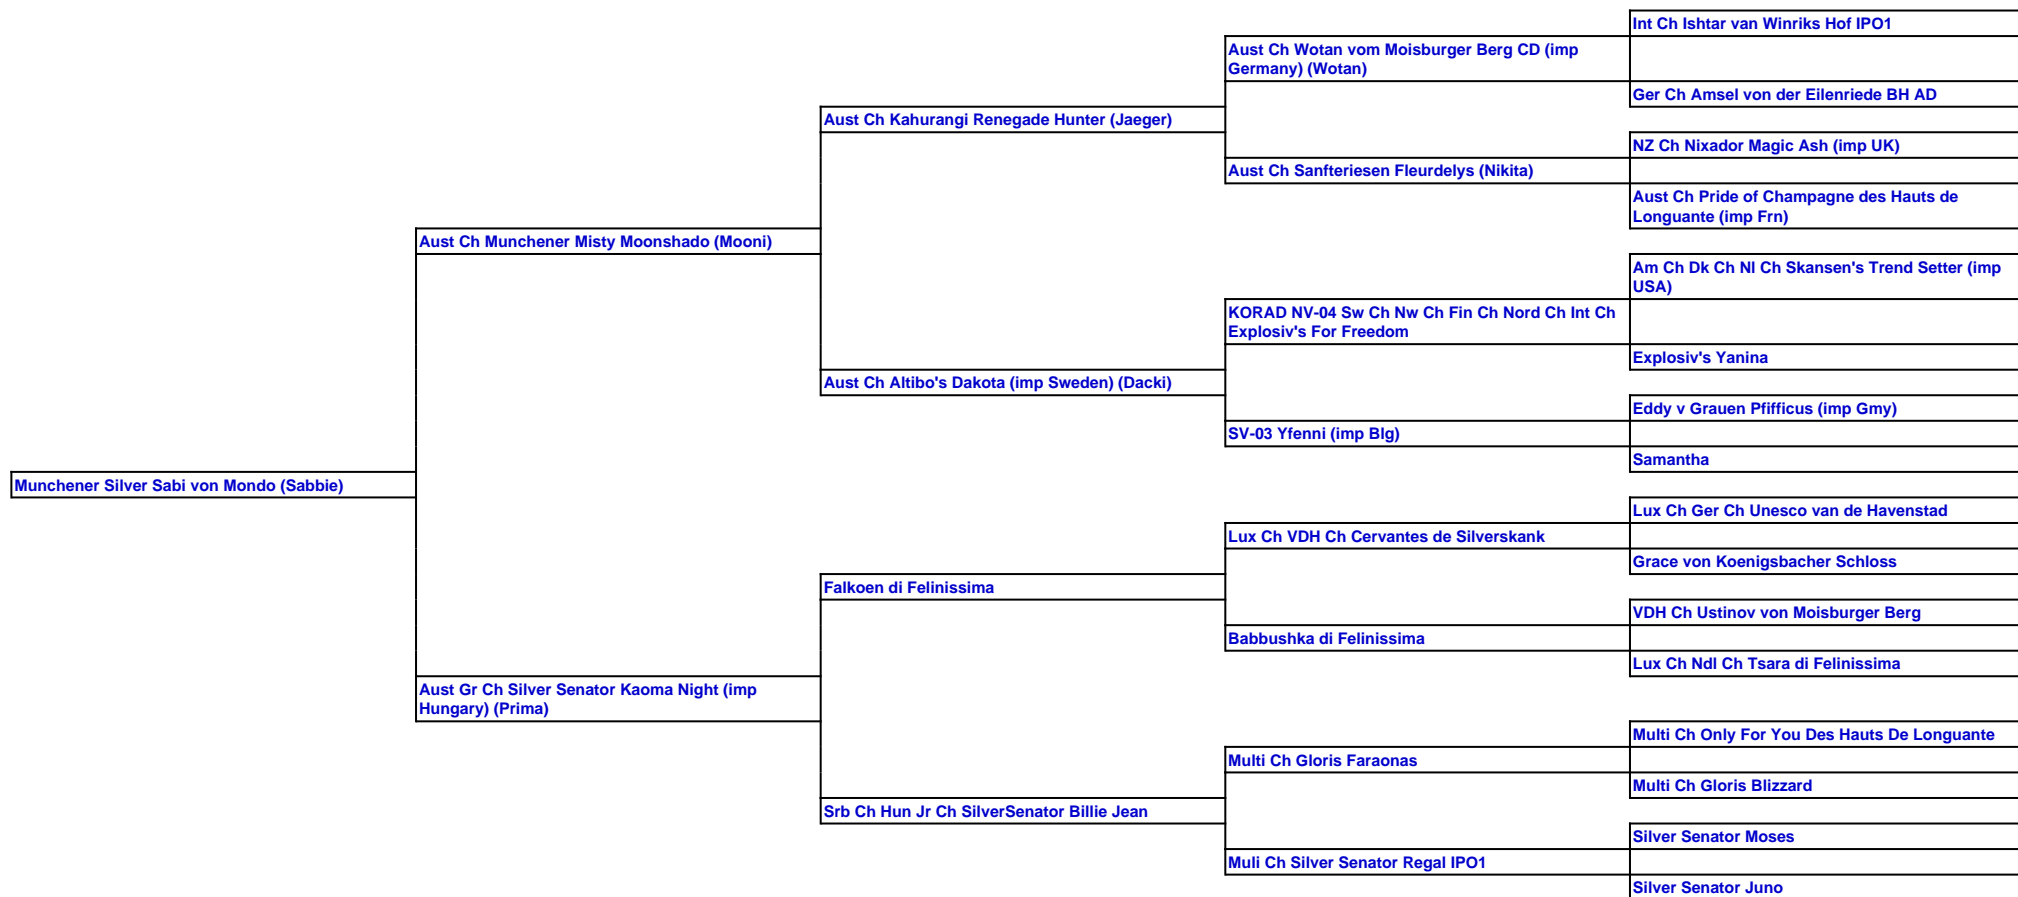 Int Ch Ishtar van Winriks Hof IPO1
Aust Ch Wotan vom Moisburger Berg CD (imp
Germany) (Wotan)
Ger Ch Amsel von der Eilenriede BH AD
Aust Ch Kahurangi Renegade Hunter (Jaeger)
NZ Ch Nixador Magic Ash (imp UK)
Aust Ch Sanfteriesen Fleurdelys (Nikita)
Aust Ch Pride of Champagne des Hauts de
Longuante (imp Frn)
Aust Ch Munchener Misty Moonshado (Mooni)
Am Ch Dk Ch Nl Ch Skansen's Trend Setter (imp
USA)
KORAD NV-04 Sw Ch Nw Ch Fin Ch Nord Ch Int Ch
Explosiv's For Freedom
Explosiv's Yanina
Aust Ch Altibo's Dakota (imp Sweden) (Dacki)
Eddy v Grauen Pfifficus (imp Gmy)
SV-03 Yfenni (imp Blg)
Samantha
Munchener Silver Sabi von Mondo (Sabbie)
Lux Ch Ger Ch Unesco van de Havenstad
Lux Ch VDH Ch Cervantes de Silverskank
Grace von Koenigsbacher Schloss
Falkoen di Felinissima
VDH Ch Ustinov von Moisburger Berg
Babbushka di Felinissima
Lux Ch Ndl Ch Tsara di Felinissima
Aust Gr Ch Silver Senator Kaoma Night (imp
Hungary) (Prima)
Multi Ch Only For You Des Hauts De Longuante
Multi Ch Gloris Faraonas
Multi Ch Gloris Blizzard
Srb Ch Hun Jr Ch SilverSenator Billie Jean
Silver Senator Moses
Muli Ch Silver Senator Regal IPO1
Silver Senator Juno